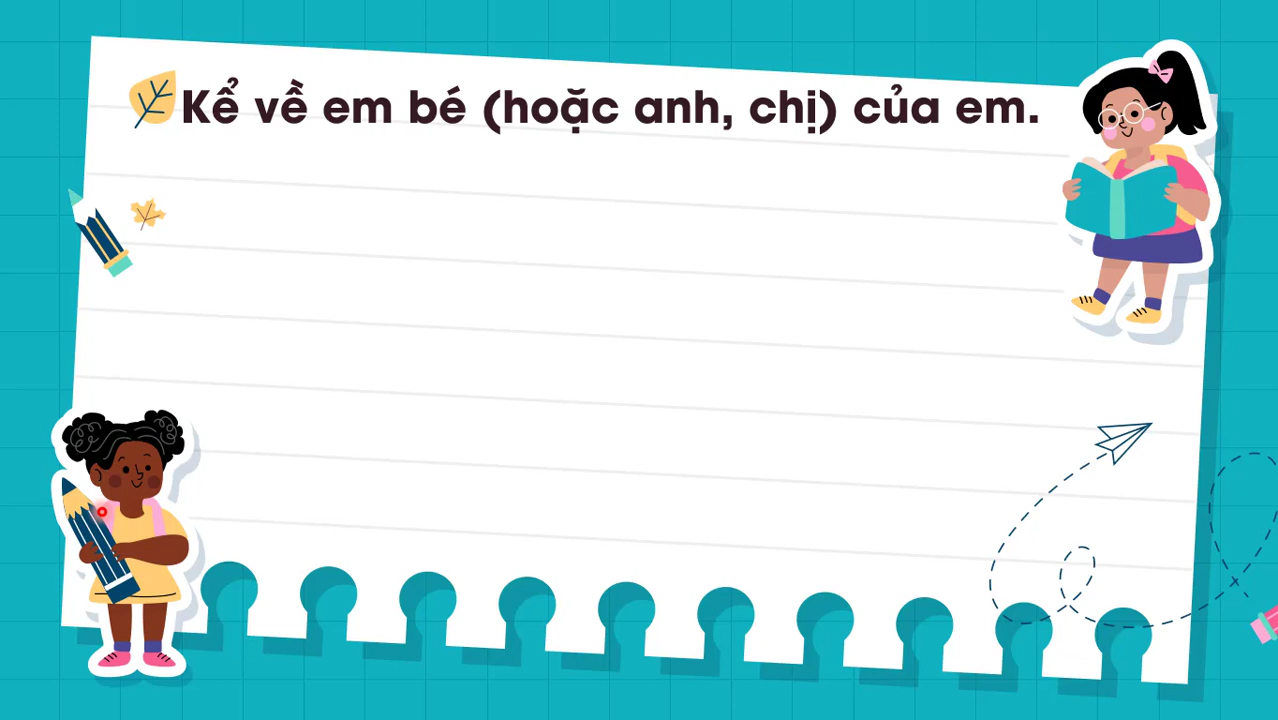 Kể về em bé (hoặc anh, chị) của em.